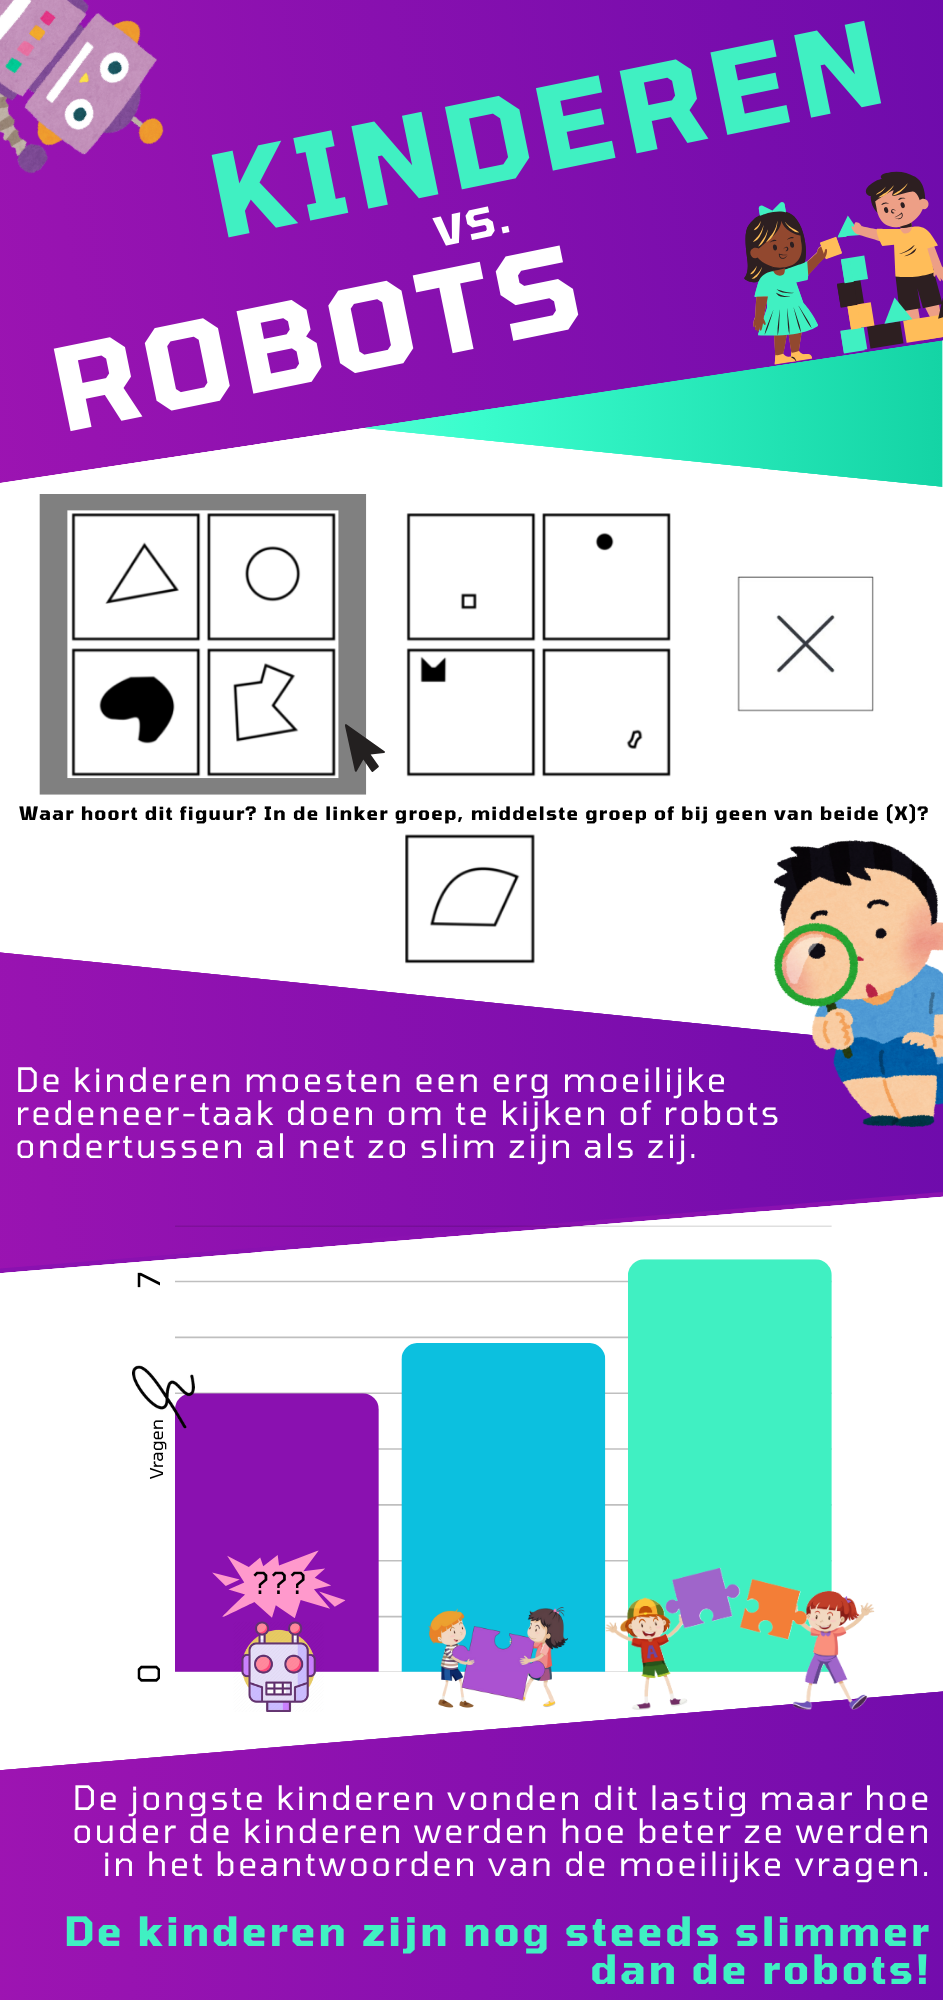 KINDEREN
vs.
ROBOTS
Waar hoort dit figuur? In de linker groep, middelste groep of bij geen van beide (X)?
De kinderen moesten een erg moeilijke
redeneer-taak doen om te kijken of robots
ondertussen al net zo slim zijn als zij.
7
Vragen
0
???
De jongste kinderen vonden dit lastig maar hoe
ouder de kinderen werden hoe beter ze werden
in het beantwoorden van de moeilijke vragen.
De kinderen zijn nog steeds slimmer
dan de robots!